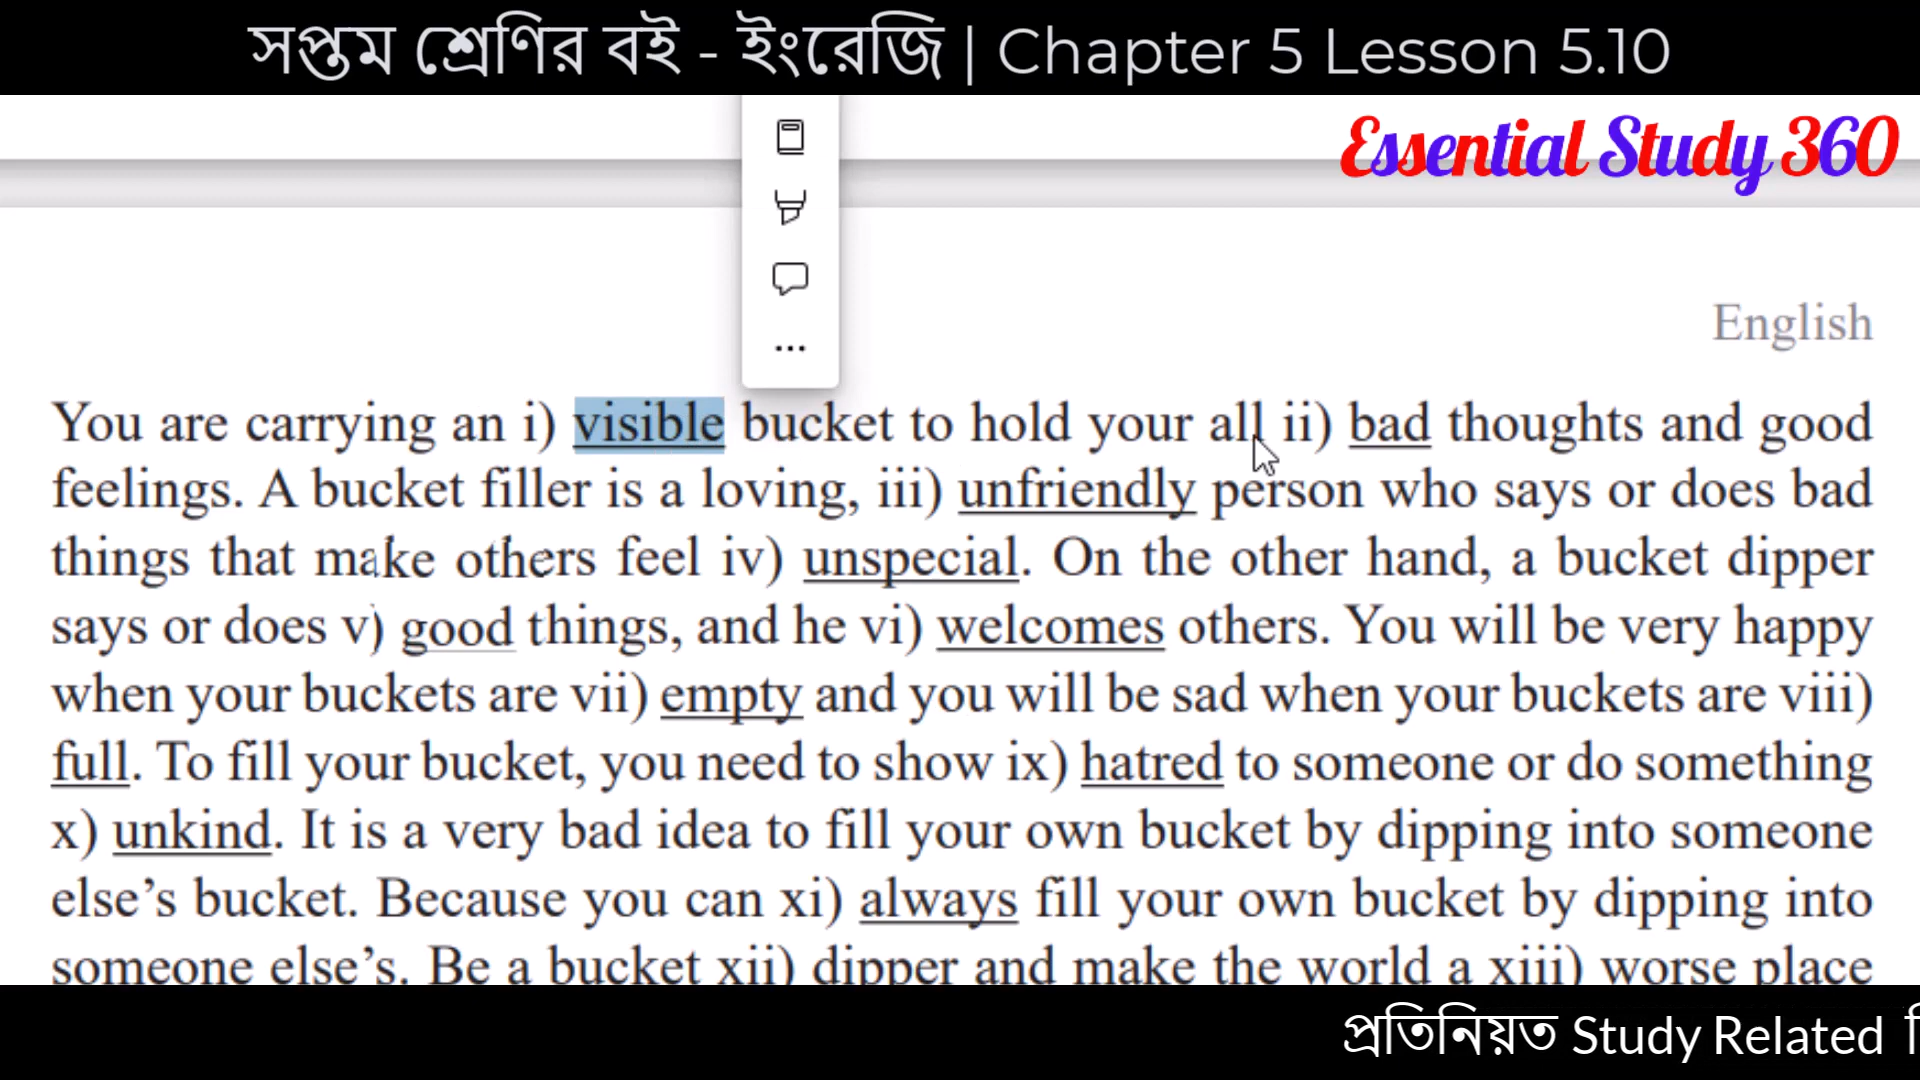 সপ্তম শ্রেণির বই - ইংরেজি | Chapter 5 Lesson 5.10
Essential Study 360
English
You are carrying an i) visible bucket to hold your all ii) bad thoughts and good
feelings. A bucket filler is a loving, iii) unfriendly person who says or does bad
things that make others feel iv) unspecial. On the other hand, a bucket dipper
says or does v) good things, and he vi) welcomes others. You will be very happy
when your buckets are vii) empty and you will be sad when your buckets are viii)
full. To fill your bucket, you need to show ix) hatred to someone or do something
x) unkind. It is a very bad idea to fill your own bucket by dipping into someone
else’s bucket. Because you can xi) always fill your own bucket by dipping into
someone else’s. Be a bucket xii) dipper and make the world a xiii) worse place
প্রতিনিয়ত Study Related